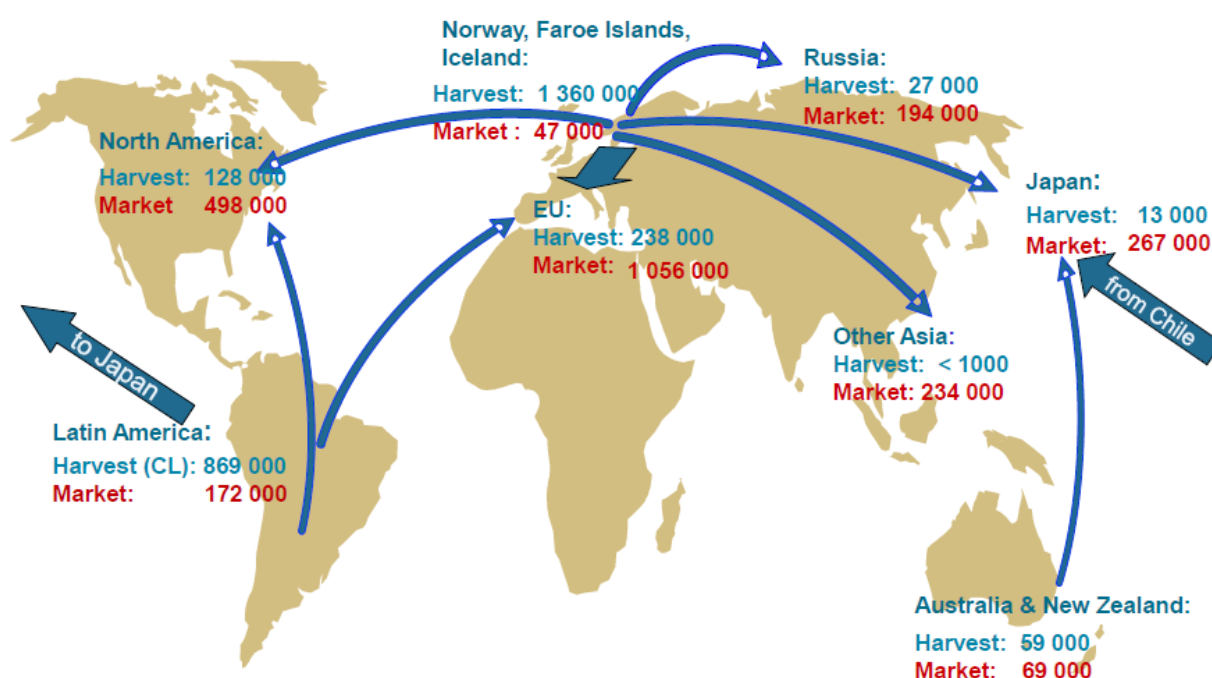 Norway, Faroe Islands,
Iceland:
Harvest: 1 360 000
Market : 47 000
Russia:
Harvest: 27 000
Market: 194 000
North America:
Harvest: 128 000
Market 498 000
Japan:
Harvest: 13 000
Market: 267 000
EU:
Harvest: 238 000
Market: 1 056 000
from Chile
to Japan
Other Asia:
Harvest: < 1000
Market: 234 000
Latin America:
Harvest (CL): 869 000
Market: 172 000
Australia & New Zealand:
Harvest: 59 000
Market: 69 000